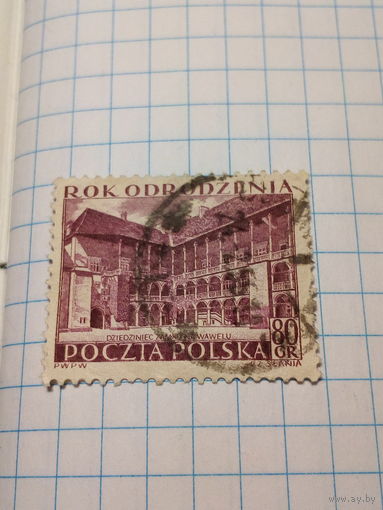 ROK ODRODZENIA
DZIEDZINIEC WAWELU
POCZTA POLSKA
80
GR
PWPW
www.ay.by